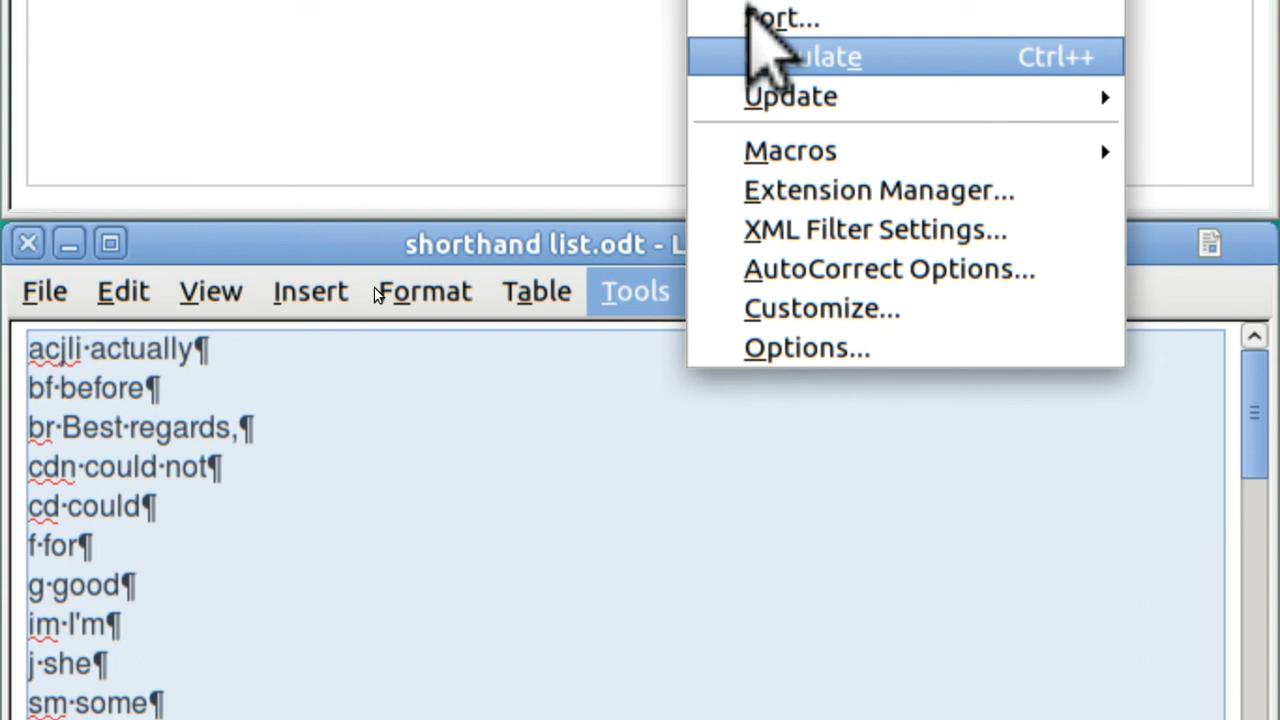 ort...
ulate Ctrl++
Update
Macros
Extension Manager...
XML Filter Settings...
AutoCorrect Options...
Customize...
Options...
shorthand list.odt - L
File Edit View Insert Format Table Tools
acjli·actually¶
bf·before¶
br·Best·regards,¶
cdn·could·not¶
cd·could¶
f·for¶
g·good¶
im·I'm¶
j·she¶
sm·some¶